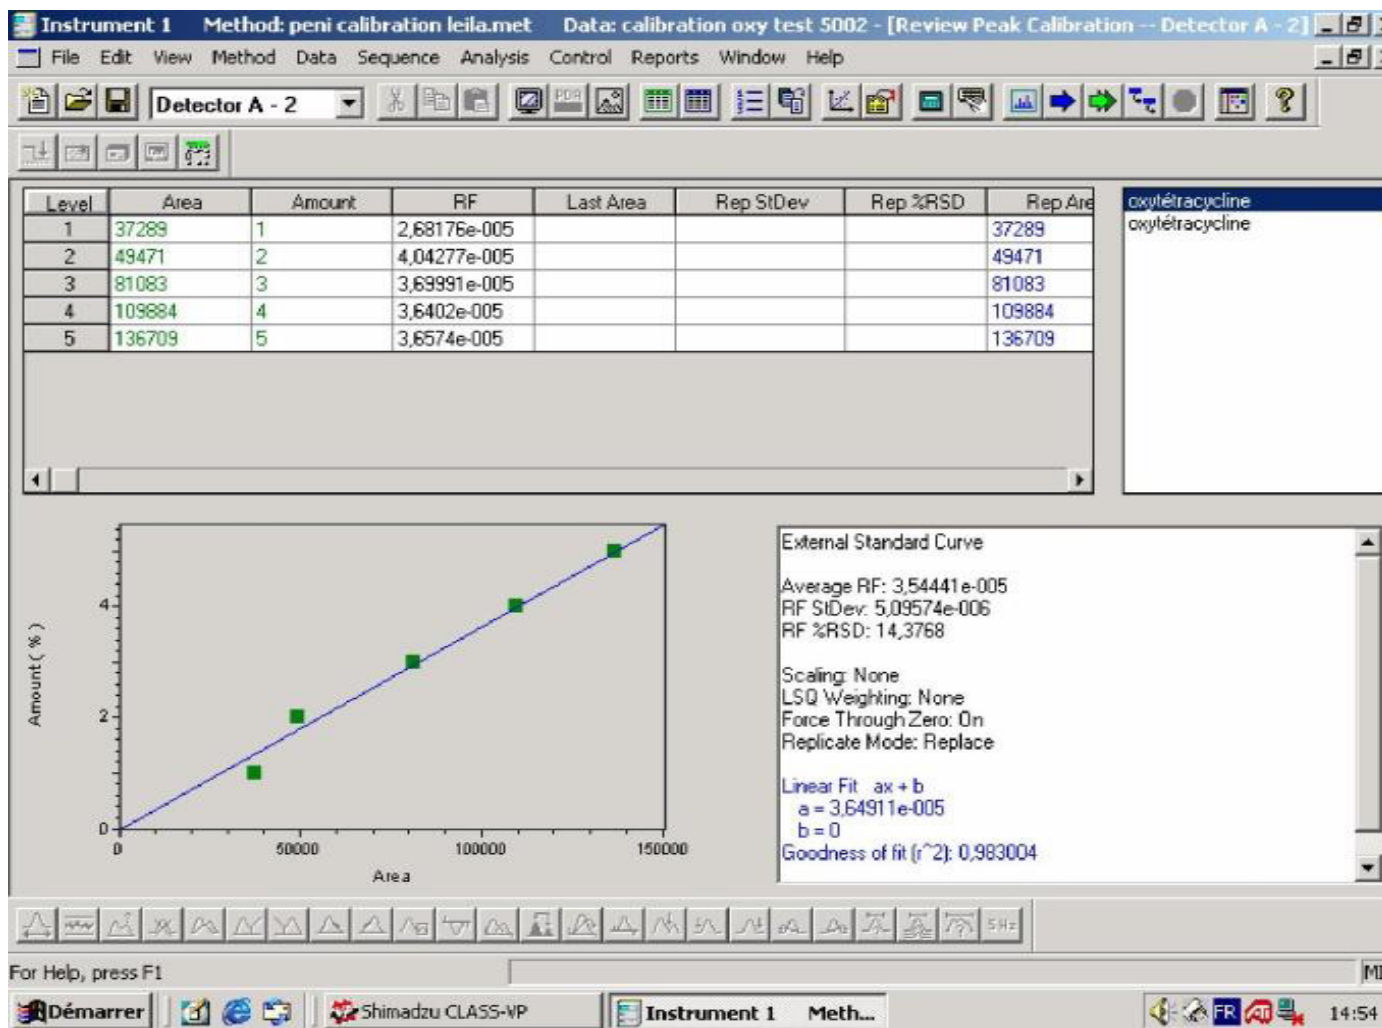 Instrument 1 Method: peni calibration leila.met Data: calibration oxy test 5002 - [Review Peak Calibration -- Detector A - 2]
File Edit View Method Data Sequence Analysis Control Reports Window Help
Detector A - 2
Level Area Amount RF Last Area Rep StDev Rep %RSD Rep Are
1 37289 1 2,68176e-005 37289
2 49471 2 4,04277e-005 49471
3 81083 3 3,69991e-005 81083
4 109884 4 3,6402e-005 109884
5 136709 5 3,6574e-005 136709
oxytétracycline
oxytétracycline
Amount ( % )
4
2
0
0 50000 100000 150000
Area
External Standard Curve
Average RF: 3,54441e-005
RF StDev: 5,09574e-006
RF %RSD: 14,3768
Scaling: None
LSQ Weighting: None
Force Through Zero: On
Replicate Mode: Replace
Linear Fit ax + b
a = 3,64911e-005
b = 0
Goodness of fit (r^2): 0,983004
5Hz
For Help, press F1
Démarrer Shimadzu CLASS-VP Instrument 1 Meth... FR 14:54